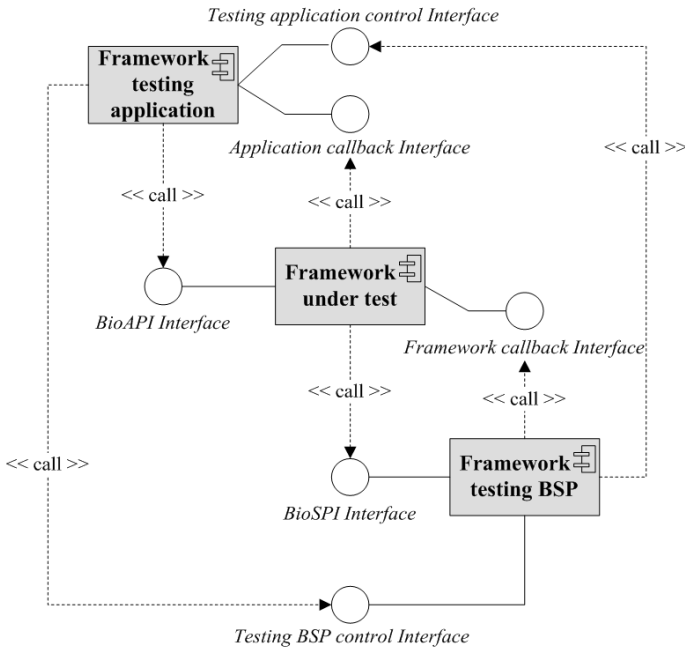 Testing application control Interface
Framework
testing
application
Application callback Interface
<< call >>
<< call >>
<< call >>
Framework
under test
BioAPI Interface
Framework callback Interface
<< call >>
<< call >>
Framework
testing BSP
<< call >>
BioSPI Interface
Testing BSP control Interface